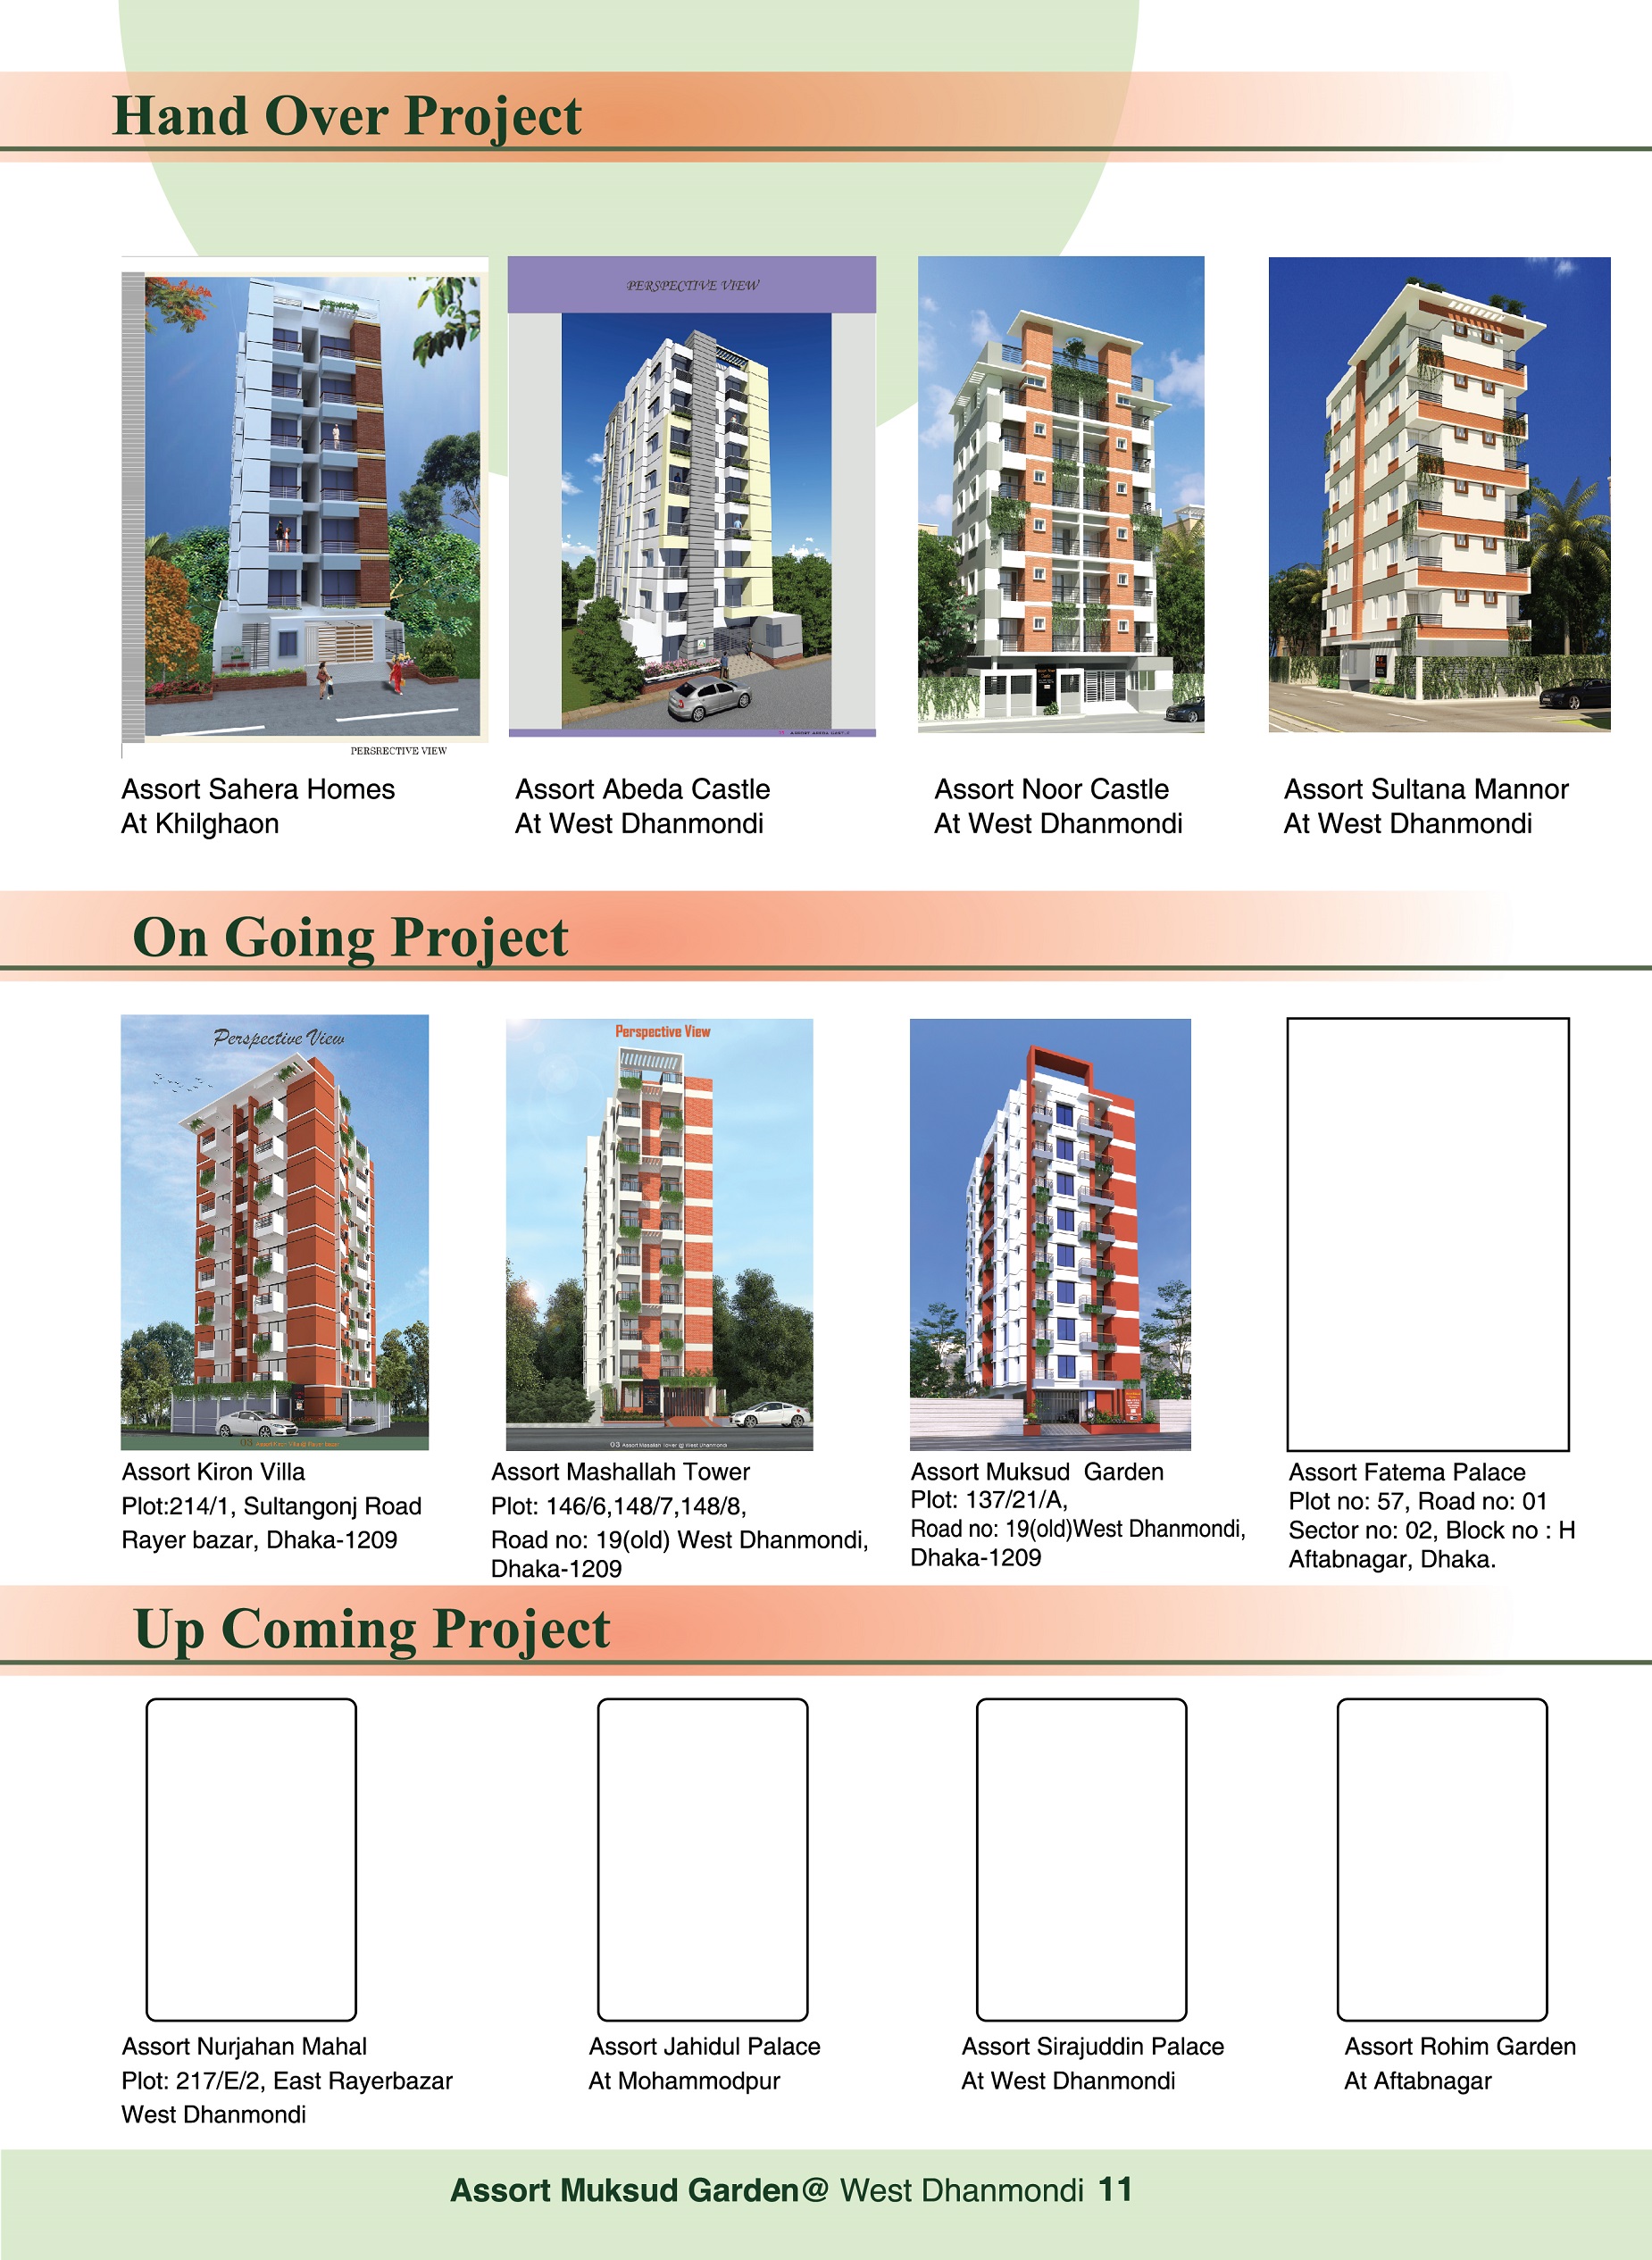 Hand Over Project
PERSPECTIVE VIEW
PERSRECTIVE VIEW
Assort Sahera Homes
At Khilghaon
Assort Abeda Castle
At West Dhanmondi
Assort Noor Castle
At West Dhanmondi
Assort Sultana Mannor
At West Dhanmondi
On Going Project
Perspective View
Perspective View
Assort Kiron Villa
Plot:214/1, Sultangonj Road
Rayer bazar, Dhaka-1209
Assort Mashallah Tower
Plot: 146/6,148/7,148/8,
Road no: 19(old) West Dhanmondi,
Dhaka-1209
Assort Muksud  Garden
Plot: 137/21/A,
Road no: 19(old)West Dhanmondi,
Dhaka-1209
Assort Fatema Palace
Plot no: 57, Road no: 01
Sector no: 02, Block no : H
Aftabnagar, Dhaka.
Up Coming Project
Assort Nurjahan Mahal
Plot: 217/E/2, East Rayerbazar
West Dhanmondi
Assort Jahidul Palace
At Mohammodpur
Assort Sirajuddin Palace
At West Dhanmondi
Assort Rohim Garden
At Aftabnagar
Assort Muksud Garden@ West Dhanmondi 11